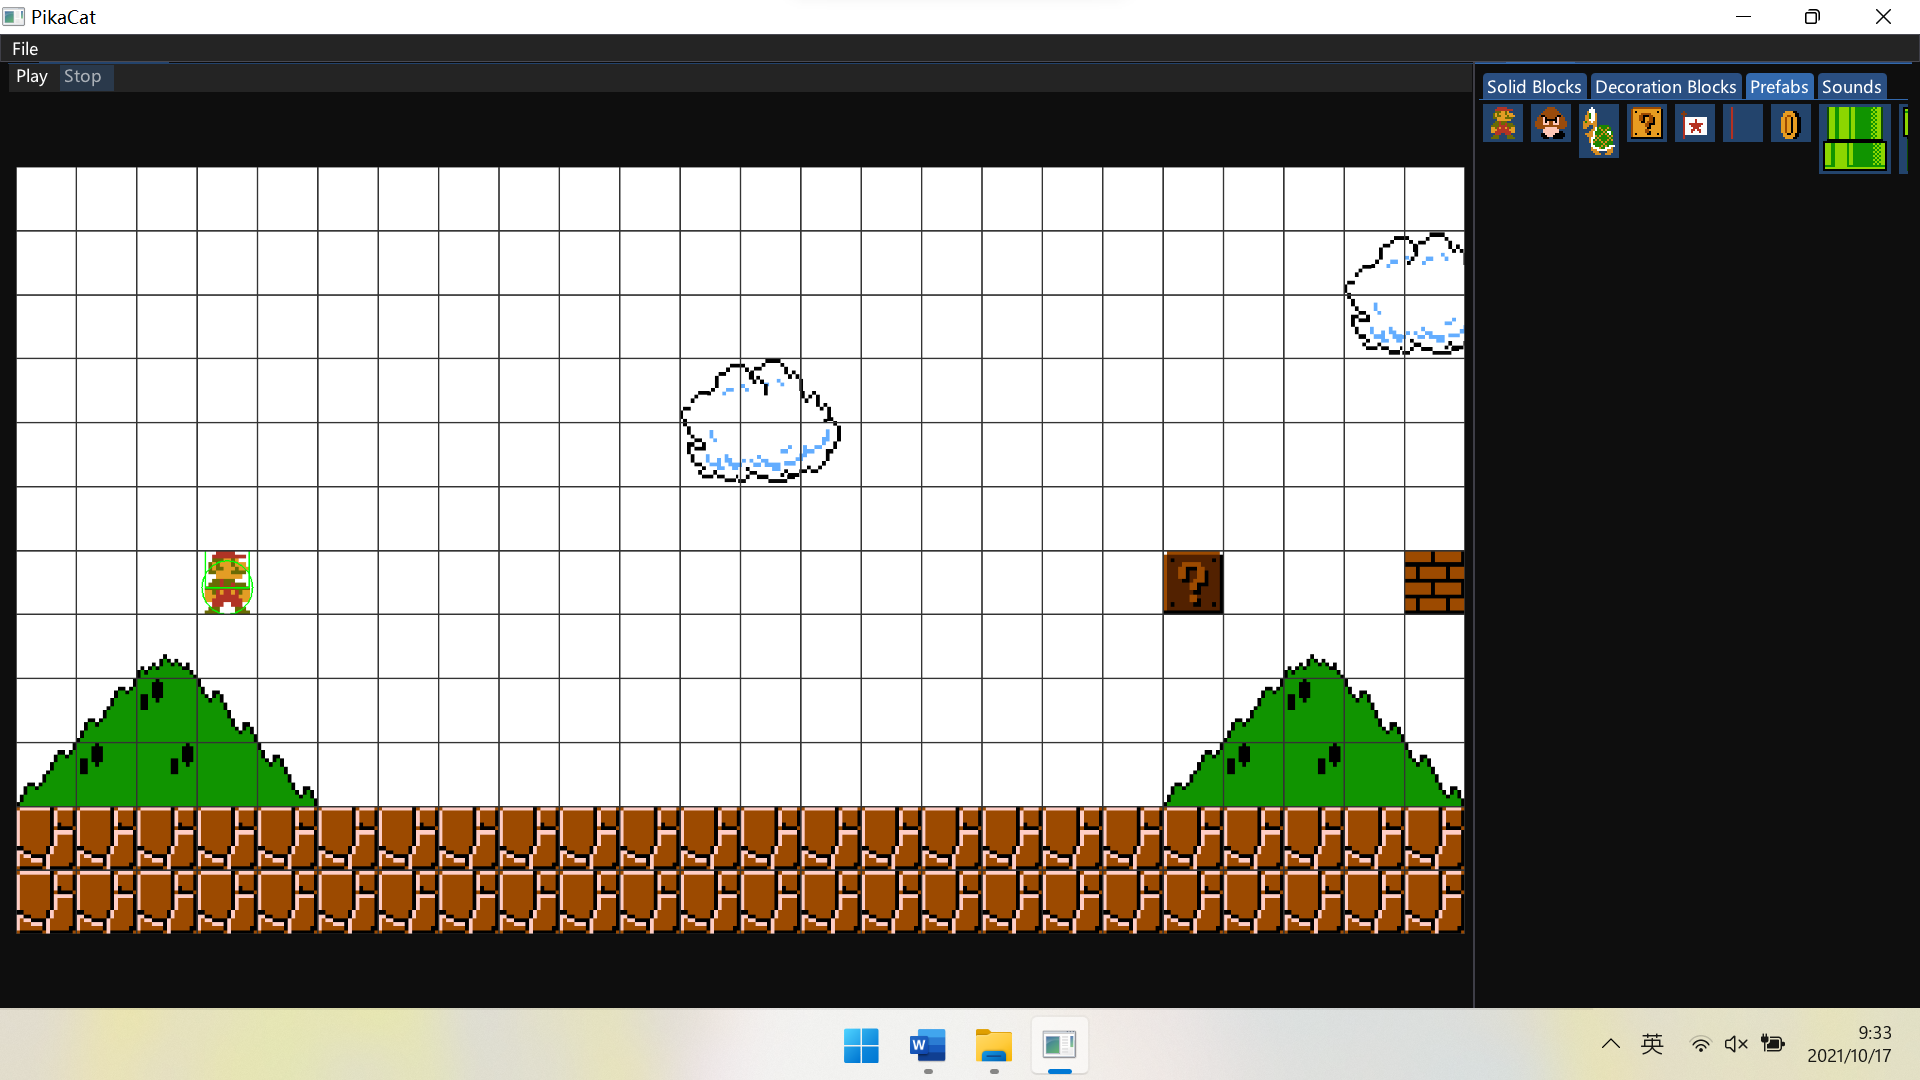 PikaCat
File
Play Stop
Solid Blocks Decoration Blocks Prefabs Sounds
?
?
W
英
9:33
2021/10/17